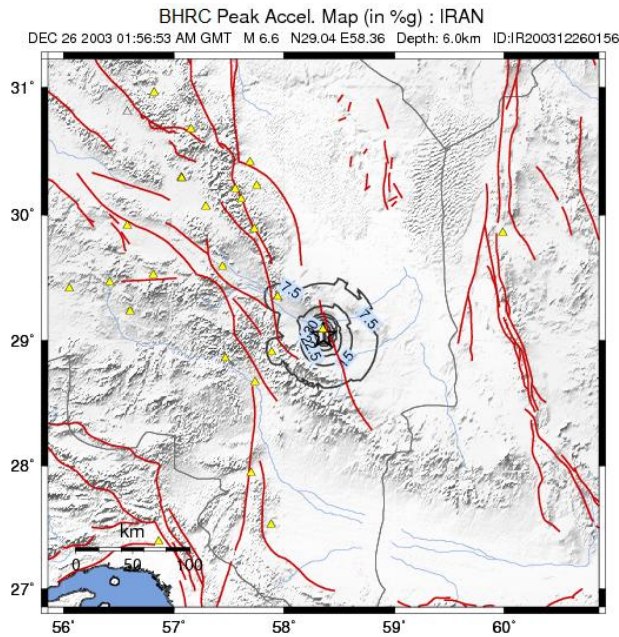 BHRC Peak Accel. Map (in %g) : IRAN
DEC 26 2003 01:56:53 AM GMT M 6.6 N29.04 E58.36 Depth: 6.0km ID:IR200312260156
31°
30°
7.5
7.5
29°
22.5
28°
km
0 50 100
27°
56° 57° 58° 59° 60°